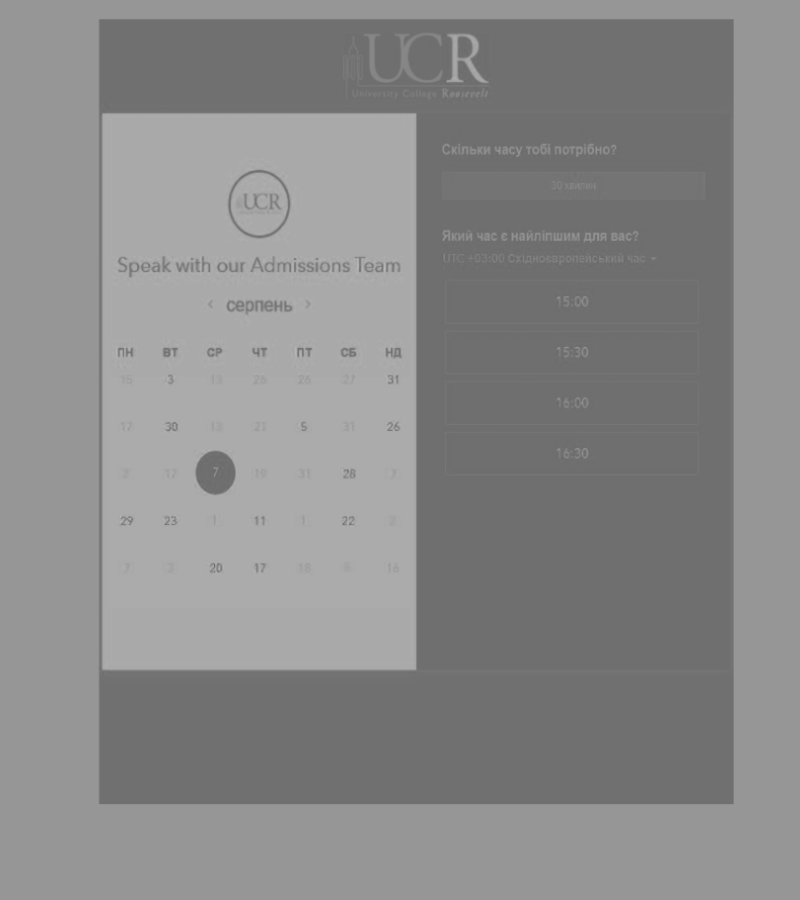 UCR
University College Roosevelt
UCR
Speak with our Admissions Team
‹ серпень ›
ПН ВТ СР ЧТ ПТ СБ НД
15 3 13 26 26 27 31
17 30 13 21 5 31 26
2 17 7 10 31 28 7
29 23 1 11 1 22 2
7 2 20 17 18 5 16
Скільки часу тобі потрібно?
30 хвилин
Який час є найліпшим для вас?
UTC +03:00 Східноєвропейський час
15:00
15:30
16:00
16:30